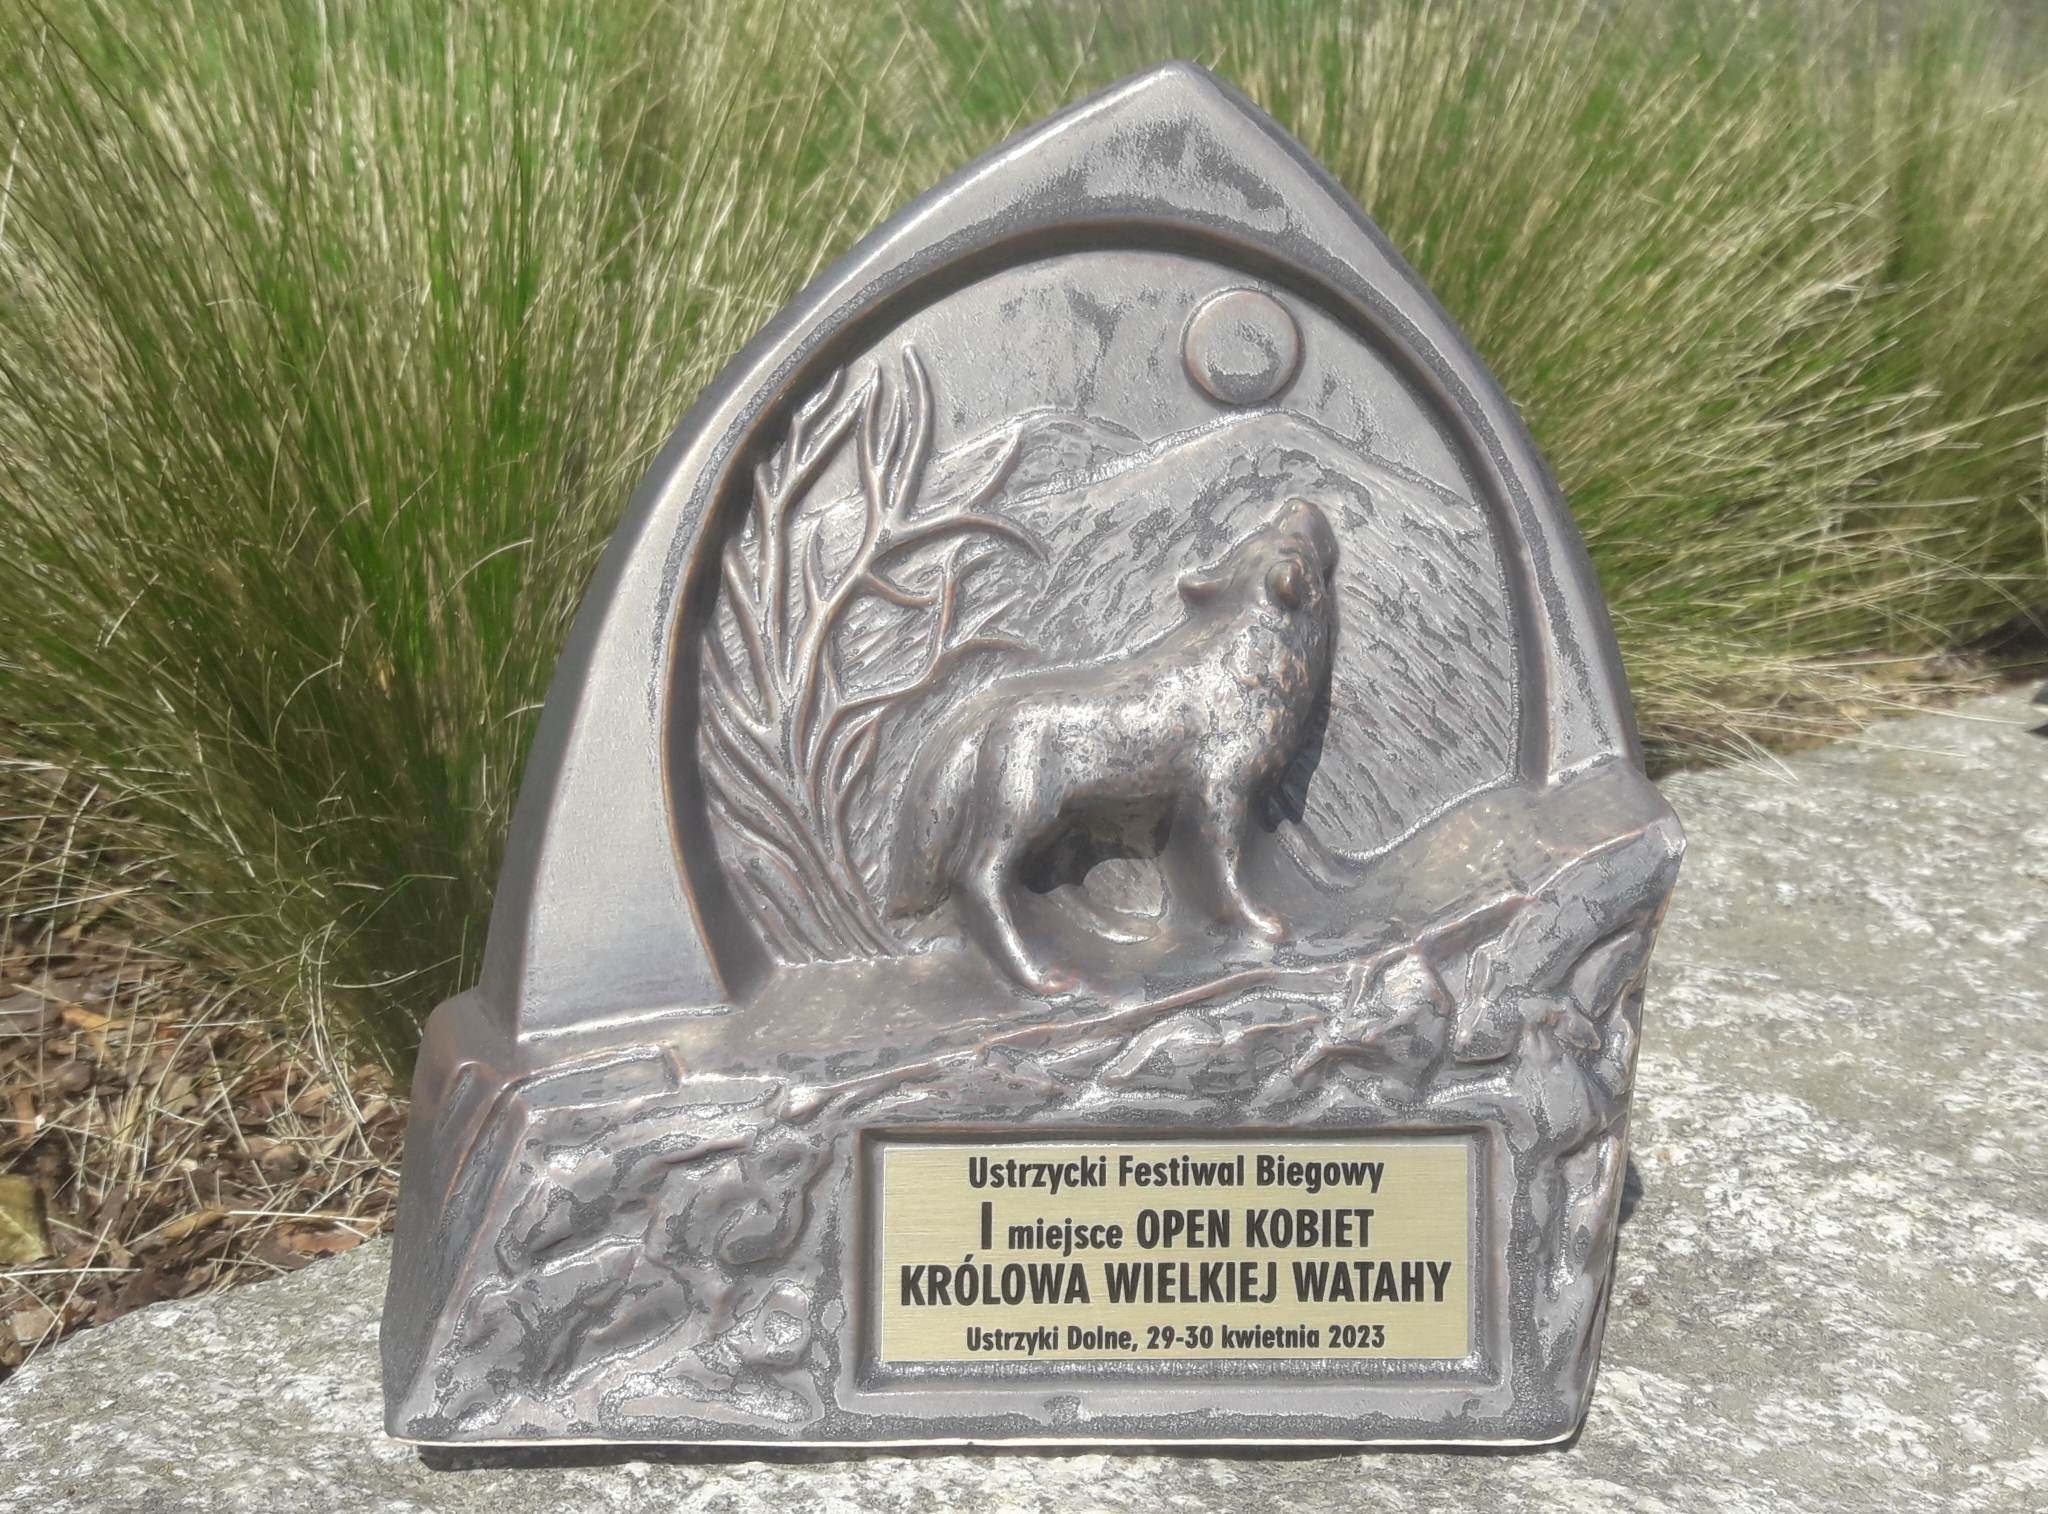 Ustrzycki Festiwal Biegowy
I miejsce OPEN KOBIET
KRÓLOWA WIELKIEJ WATAHY
Ustrzyki Dolne, 29-30 kwietnia 2023